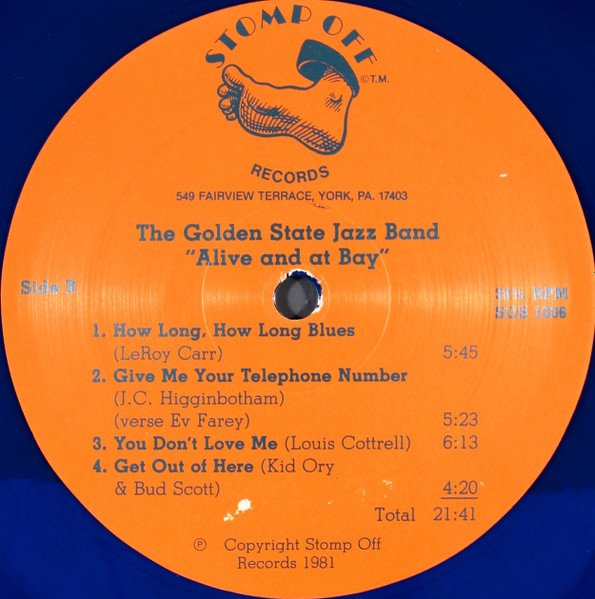 STOMP OFF
©T.M.
RECORDS
549 FAIRVIEW TERRACE, YORK, PA. 17403
The Golden State Jazz Band
"Alive and at Bay"
Side B
33⅓ RPM
SOS 1006
1. How Long, How Long Blues
(LeRoy Carr) 5:45
2. Give Me Your Telephone Number
(J.C. Higginbotham)
(verse Ev Farey) 5:23
3. You Don't Love Me (Louis Cottrell) 6:13
4. Get Out of Here (Kid Ory
& Bud Scott) 4:20
Total 21:41
℗ Copyright Stomp Off
Records 1981